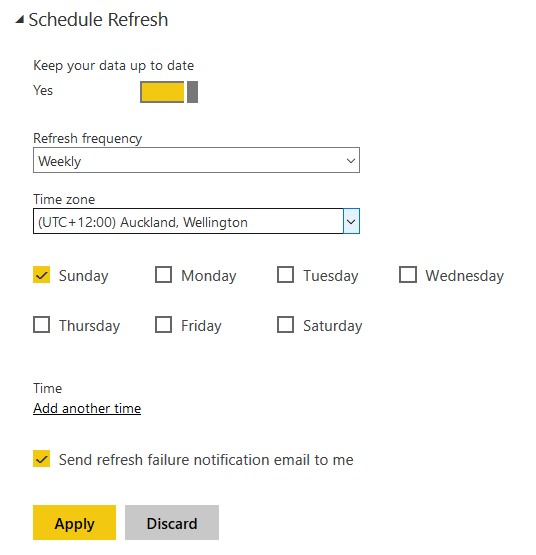 Schedule Refresh
Keep your data up to date
Yes
Refresh frequency
Weekly
Time zone
(UTC+12:00) Auckland, Wellington
Sunday Monday Tuesday Wednesday
Thursday Friday Saturday
Time
Add another time
Send refresh failure notification email to me
Apply Discard